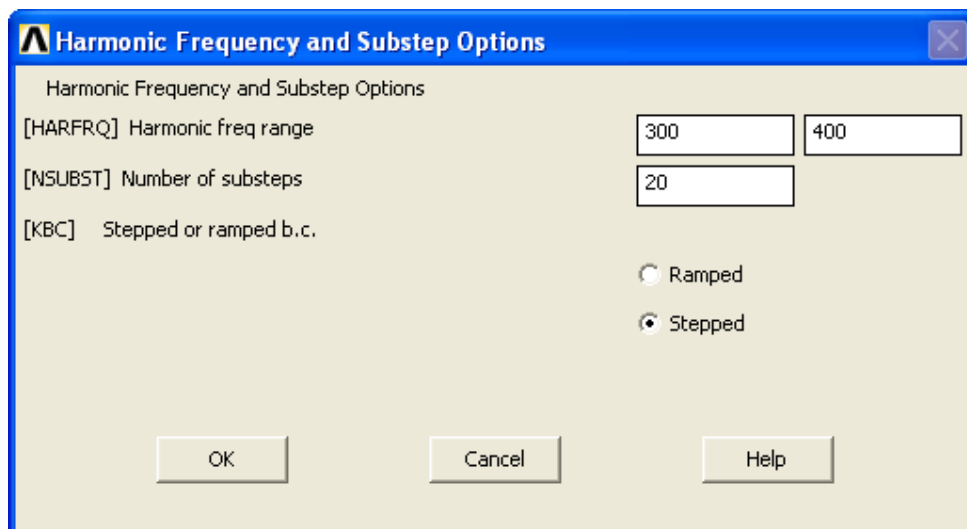 Harmonic Frequency and Substep Options
Harmonic Frequency and Substep Options
[HARFRQ] Harmonic freq range 300 400
[NSUBST] Number of substeps 20
[KBC] Stepped or ramped b.c.
Ramped
Stepped
OK Cancel Help